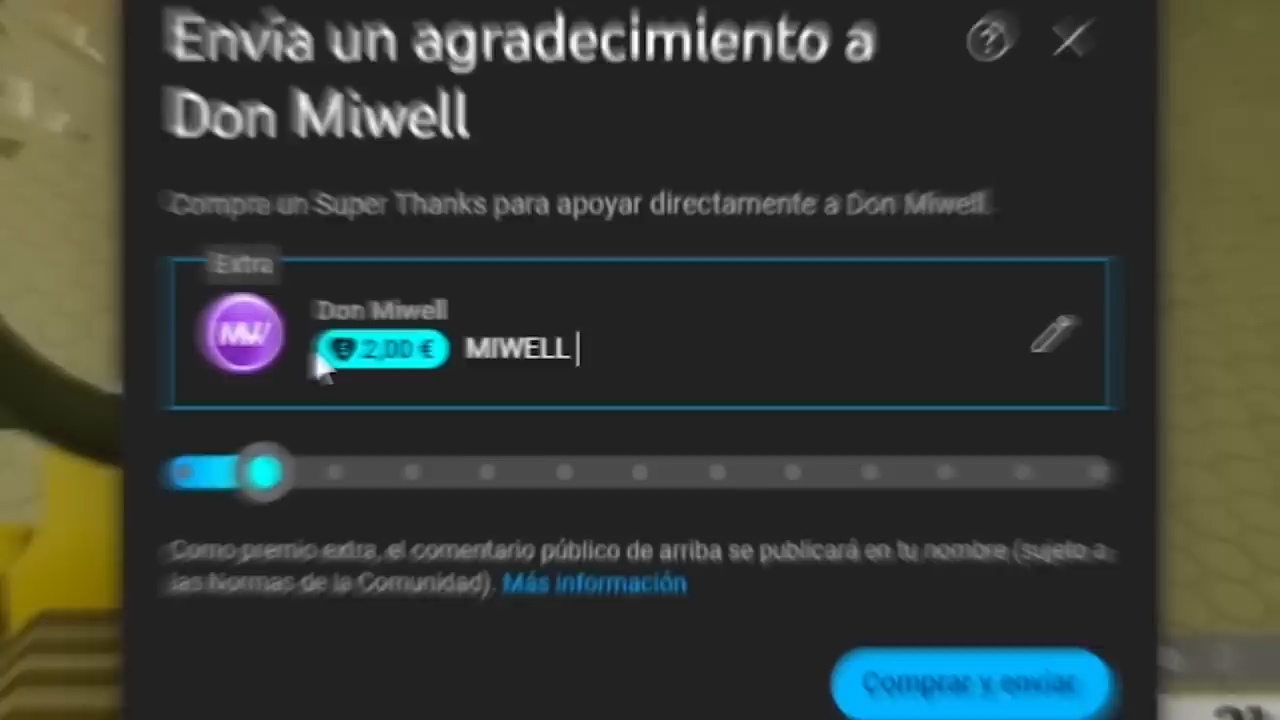 Envía un agradecimiento a
Don Miwell
Compra un Super Thanks para apoyar directamente a Don Miwell.
Extra
MW
Don Miwell
2,00 € MIWELL
Como premio extra, el comentario público de arriba se publicará en tu nombre (sujeto a
las Normas de la Comunidad). Más información
Comprar y enviar